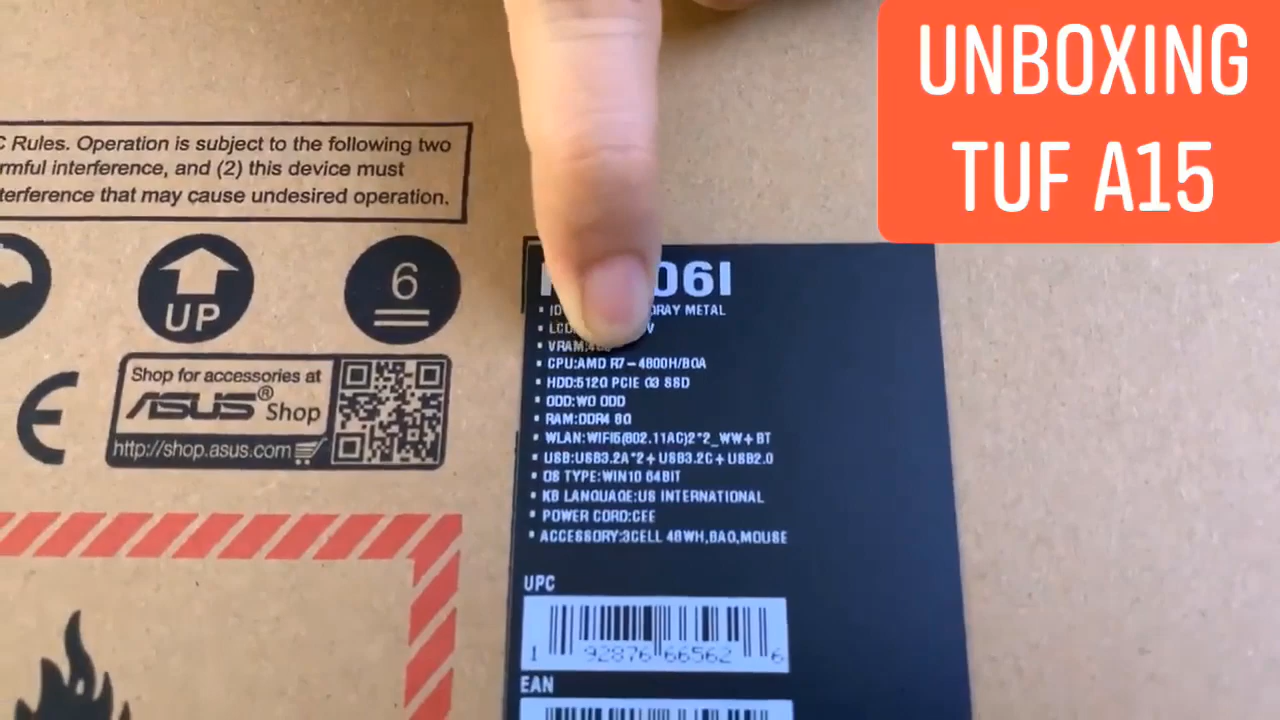 UNBOXING
TUF A15
C Rules. Operation is subject to the following two
rmful interference, and (2) this device must
terference that may cause undesired operation.
UP
6
Shop for accessories at
ASUS® Shop
http://shop.asus.com
06I
GRAY METAL
VRAM:
CPU:AMD R7-4800H/BGA
HDD:512G PCIE G3 SSD
ODD:WO ODD
RAM:DDR4 8G
WLAN:WIFI5(802.11AC)2*2_WW+BT
USB:USB3.2A*2+USB3.2C+USB2.0
OS TYPE:WIN10 64BIT
KB LANGUAGE:US INTERNATIONAL
POWER CORD:CEE
ACCESSORY:3CELL 48WH,BAG,MOUSE
UPC
1 92876 66562 6
EAN